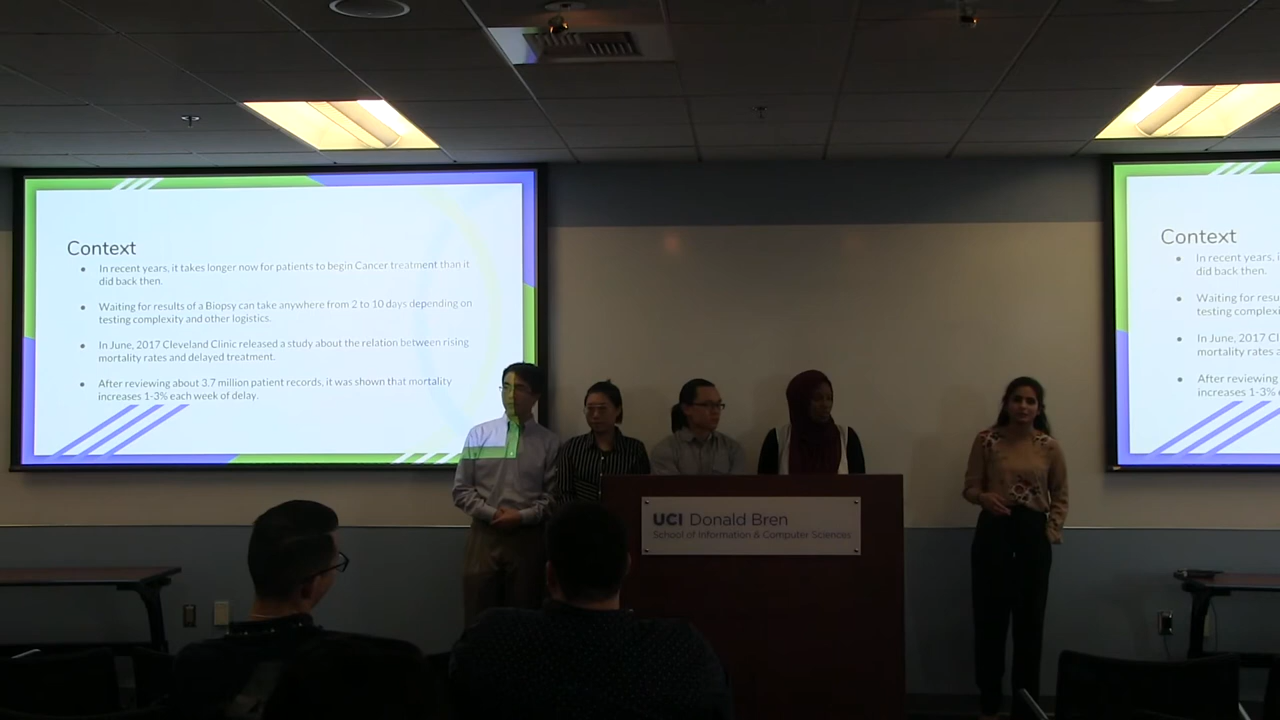 Context
In recent years, it takes longer now for patients to begin Cancer treatment than it
did back then.
Waiting for results of a Biopsy can take anywhere from 2 to 10 days depending on
testing complexity and other logistics.
In June, 2017 Cleveland Clinic released a study about the relation between rising
mortality rates and delayed treatment.
After reviewing about 3.7 million patient records, it was shown that mortality
increases 1-3% each week of delay.
UCI Donald Bren
School of Information & Computer Sciences
Context
In recent years, i
did back then.
Waiting for resu
testing complexi
In June, 2017 Cl
mortality rates a
After reviewing
increases 1-3% e